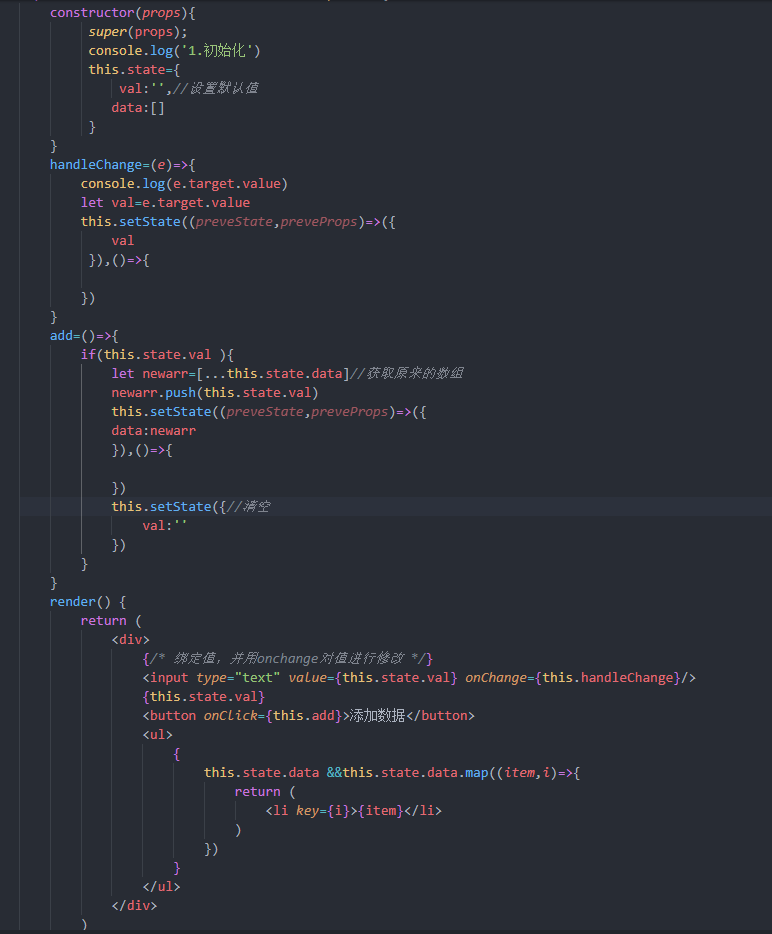 constructor(props){
super(props);
console.log('1.初始化')
this.state={
val:'',//设置默认值
data:[]
}
}
handleChange=(e)=>{
console.log(e.target.value)
let val=e.target.value
this.setState((preveState,preveProps)=>({
val
}),()=>{
})
}
add=()=>{
if(this.state.val ){
let newarr=[...this.state.data]//获取原来的数组
newarr.push(this.state.val)
this.setState((preveState,preveProps)=>({
data:newarr
}),()=>{
})
this.setState({//清空
val:''
})
}
}
render() {
return (
<div>
{/* 绑定值，并用onchange对值进行修改 */}
<input type="text" value={this.state.val} onChange={this.handleChange}/>
{this.state.val}
<button onClick={this.add}>添加数据</button>
<ul>
{
this.state.data &&this.state.data.map((item,i)=>{
return (
<li key={i}>{item}</li>
)
})
}
</ul>
</div>
)